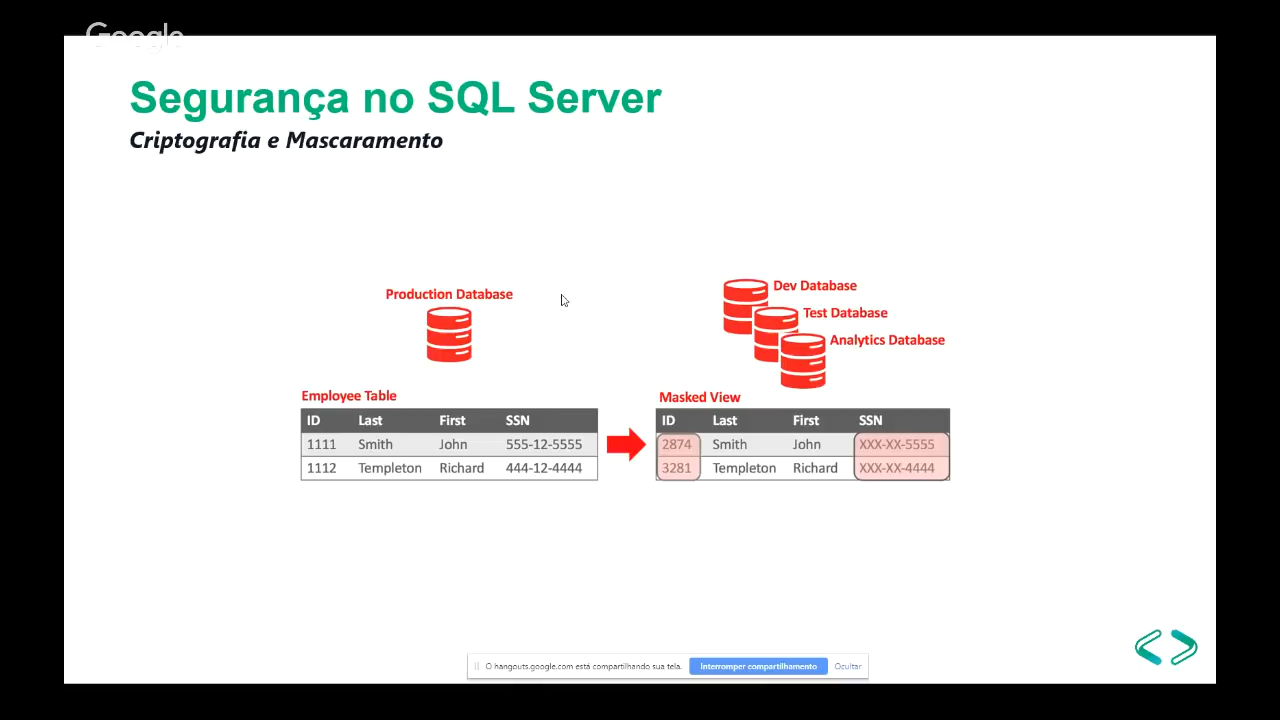 Google
Segurança no SQL Server
Criptografia e Mascaramento
Production Database
Dev Database
Test Database
Analytics Database
Employee Table
ID Last First SSN
1111 Smith John 555-12-5555
1112 Templeton Richard 444-12-4444
Masked View
ID Last First SSN
2874 Smith John XXX-XX-5555
3281 Templeton Richard XXX-XX-4444
O hangouts.google.com está compartilhando sua tela. Interromper compartilhamento Ocultar